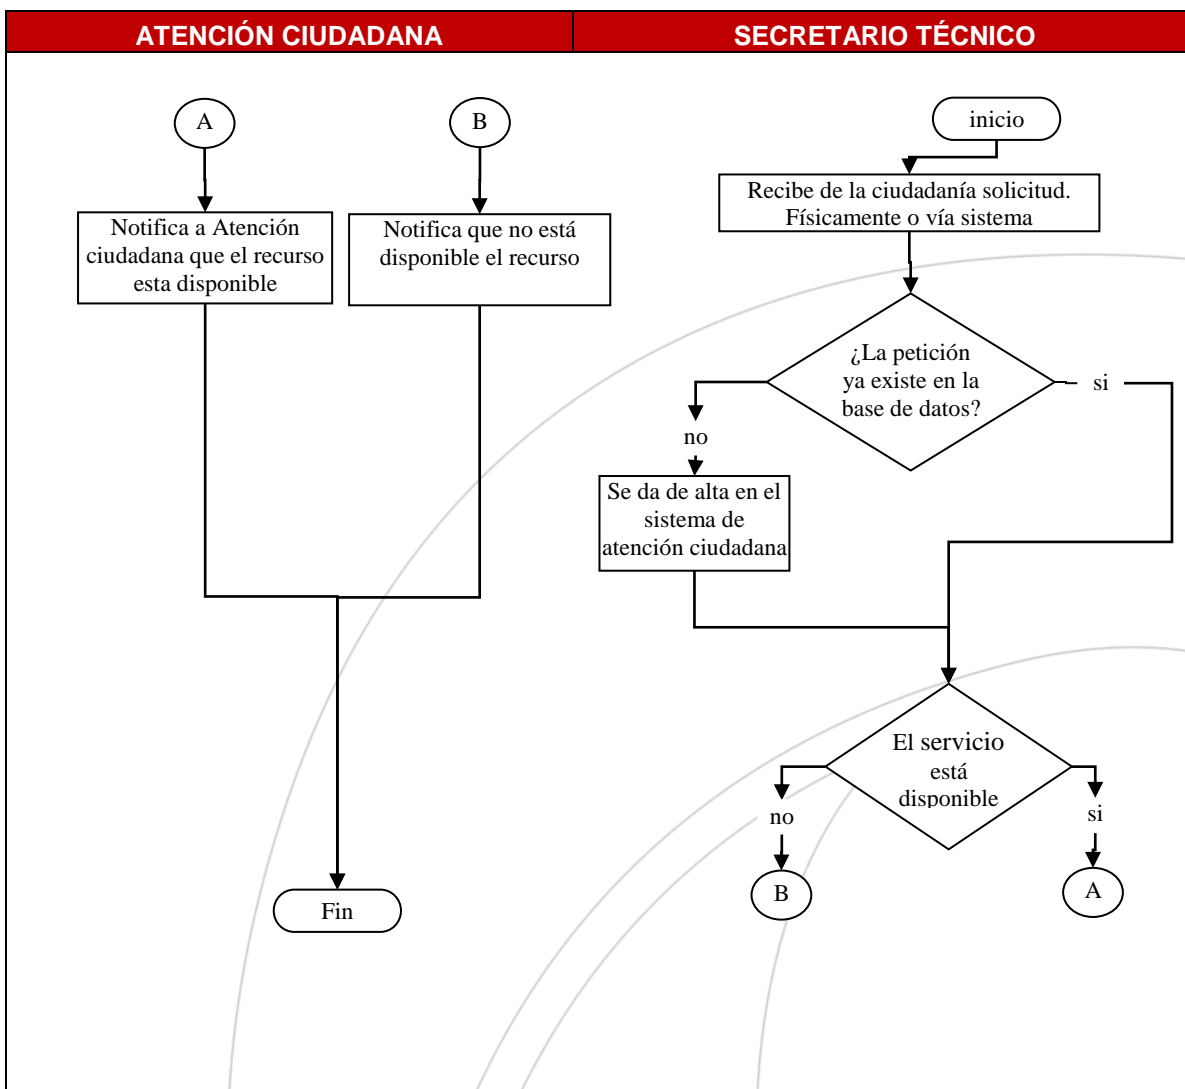 ATENCIÓN CIUDADANA
SECRETARIO TÉCNICO
A
B
Notifica a Atención
ciudadana que el recurso
esta disponible
Notifica que no está
disponible el recurso
Fin
inicio
Recibe de la ciudadanía solicitud.
Físicamente o vía sistema
¿La petición
ya existe en la
base de datos?
si
no
Se da de alta en el
sistema de
atención ciudadana
El servicio
está
disponible
no
si
B
A